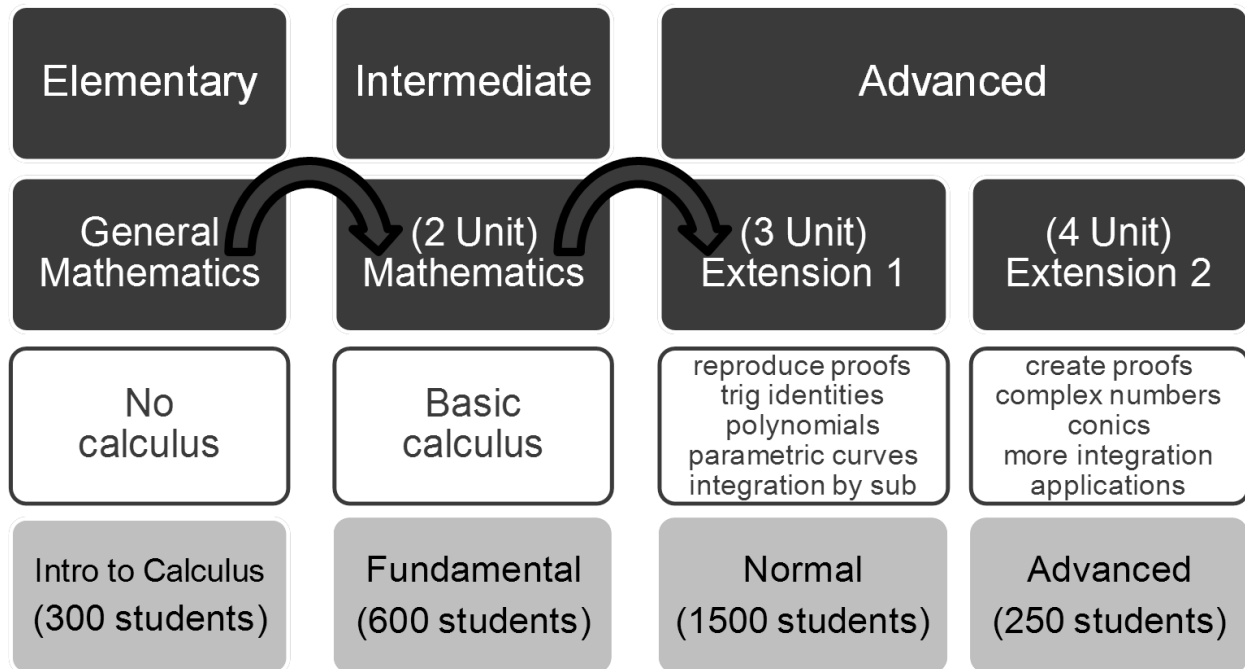 Elementary
Intermediate
Advanced
General
Mathematics
(2 Unit)
Mathematics
(3 Unit)
Extension 1
(4 Unit)
Extension 2
No
calculus
Basic
calculus
reproduce proofs
trig identities
polynomials
parametric curves
integration by sub
create proofs
complex numbers
conics
more integration
applications
Intro to Calculus
(300 students)
Fundamental
(600 students)
Normal
(1500 students)
Advanced
(250 students)